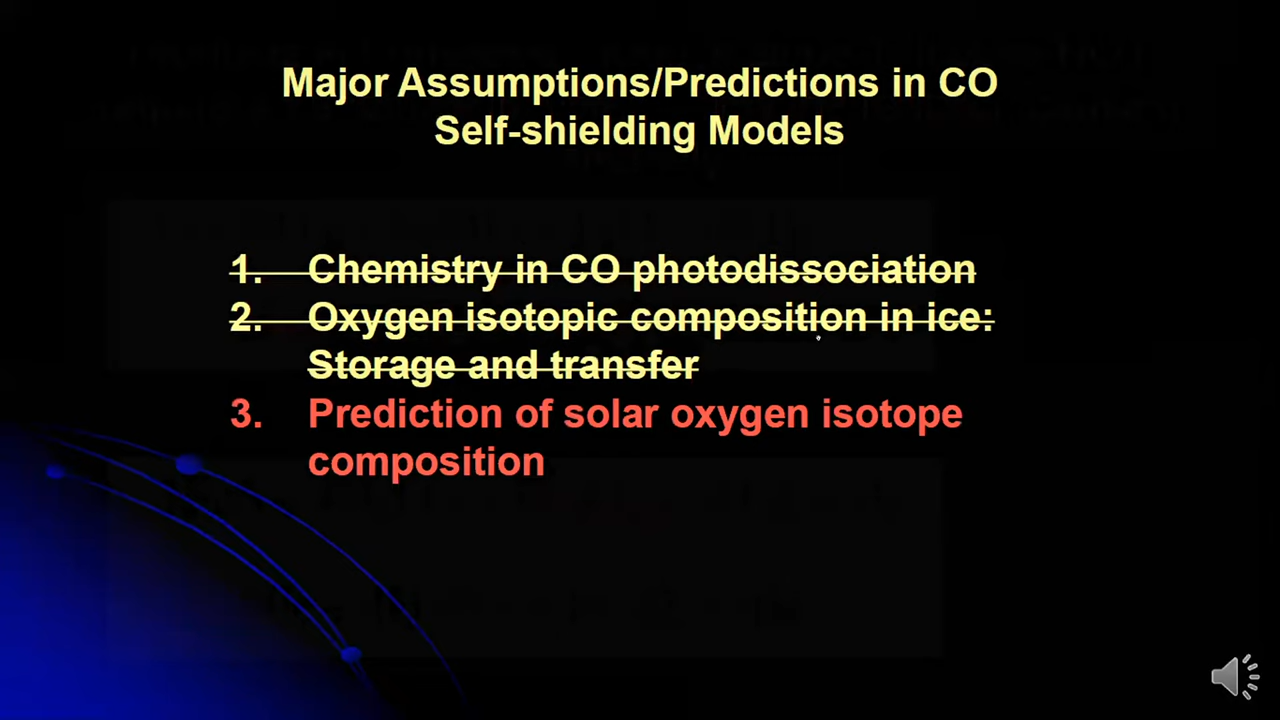 Major Assumptions/Predictions in CO
Self-shielding Models
1. Chemistry in CO photodissociation
2. Oxygen isotopic composition in ice:
Storage and transfer
3. Prediction of solar oxygen isotope
composition